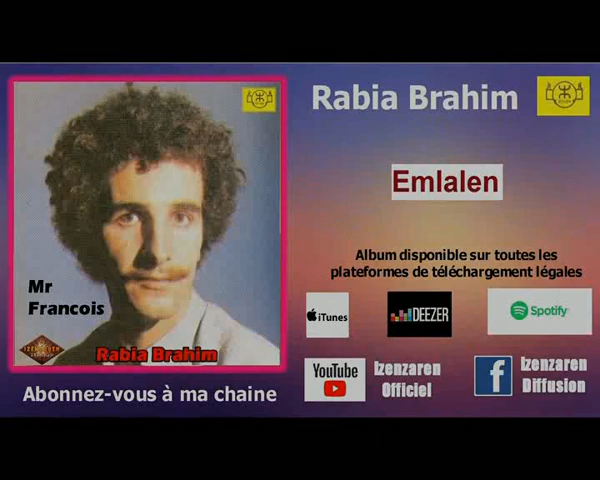 Rabia Brahim
Emlalen
Album disponible sur toutes les
plateformes de téléchargement légales
iTunes
DEEZER
Spotify
YouTube
Izenzaren
Officiel
Izenzaren
Diffusion
Mr
Francois
Rabia Brahim
Abonnez-vous à ma chaine